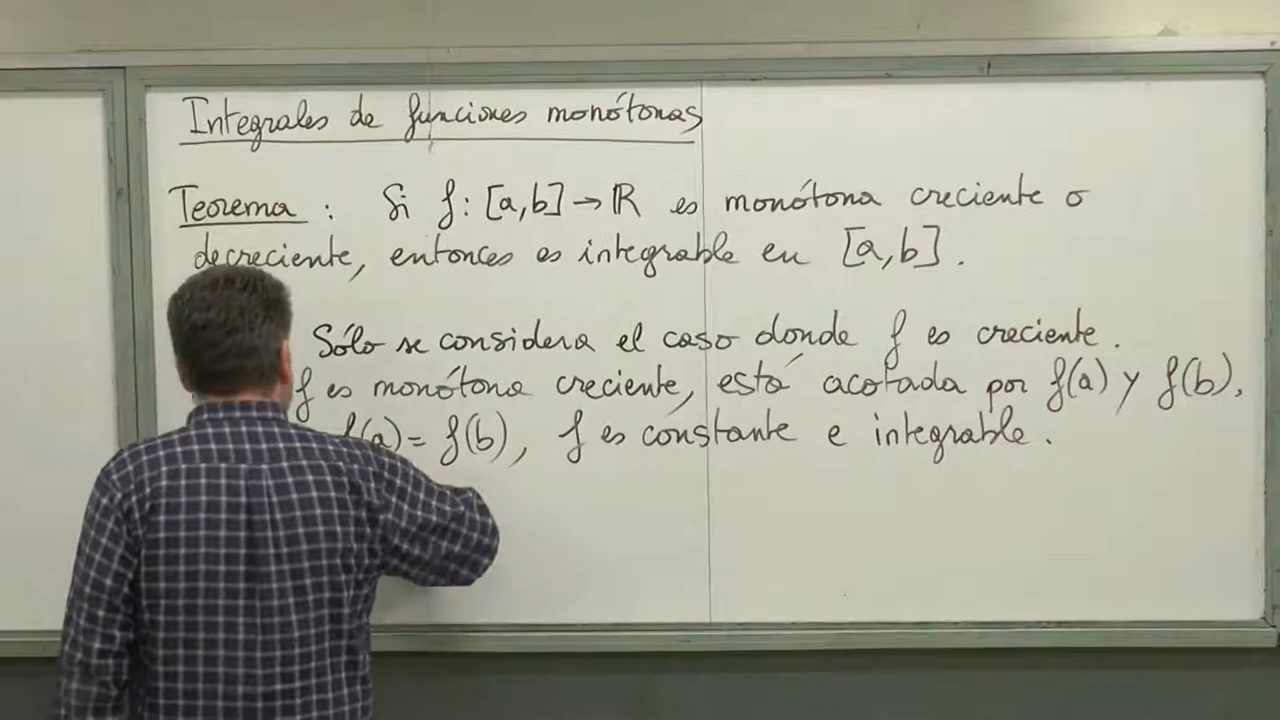 Integrales de funciones monótonas
Teorema : Si f: [a,b] → ℝ es monótona creciente o
decreciente, entonces es integrable en [a,b].
Sólo se considera el caso donde f es creciente.
f es monótona creciente, está acotada por f(a) y f(b),
f(a) = f(b), f es constante e integrable.